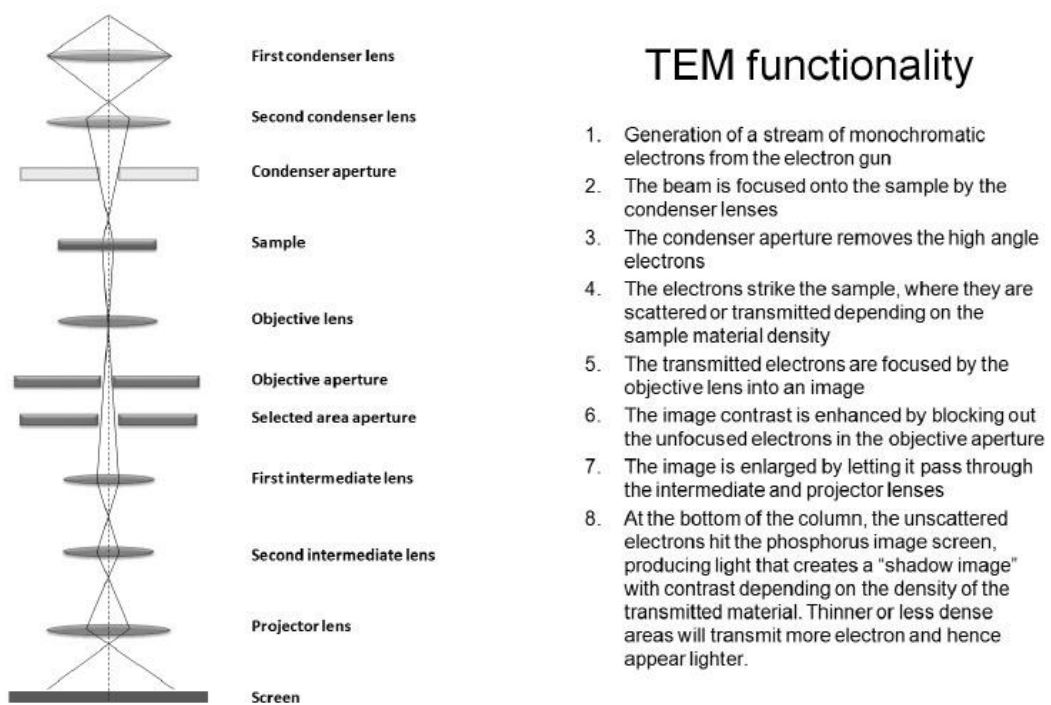 First condenser lens
Second condenser lens
Condenser aperture
Sample
Objective lens
Objective aperture
Selected area aperture
First intermediate lens
Second intermediate lens
Projector lens
Screen
TEM functionality
1. Generation of a stream of monochromatic
electrons from the electron gun
2. The beam is focused onto the sample by the
condenser lenses
3. The condenser aperture removes the high angle
electrons
4. The electrons strike the sample, where they are
scattered or transmitted depending on the
sample material density
5. The transmitted electrons are focused by the
objective lens into an image
6. The image contrast is enhanced by blocking out
the unfocused electrons in the objective aperture
7. The image is enlarged by letting it pass through
the intermediate and projector lenses
8. At the bottom of the column, the unscattered
electrons hit the phosphorus image screen,
producing light that creates a “shadow image”
with contrast depending on the density of the
transmitted material. Thinner or less dense
areas will transmit more electron and hence
appear lighter.